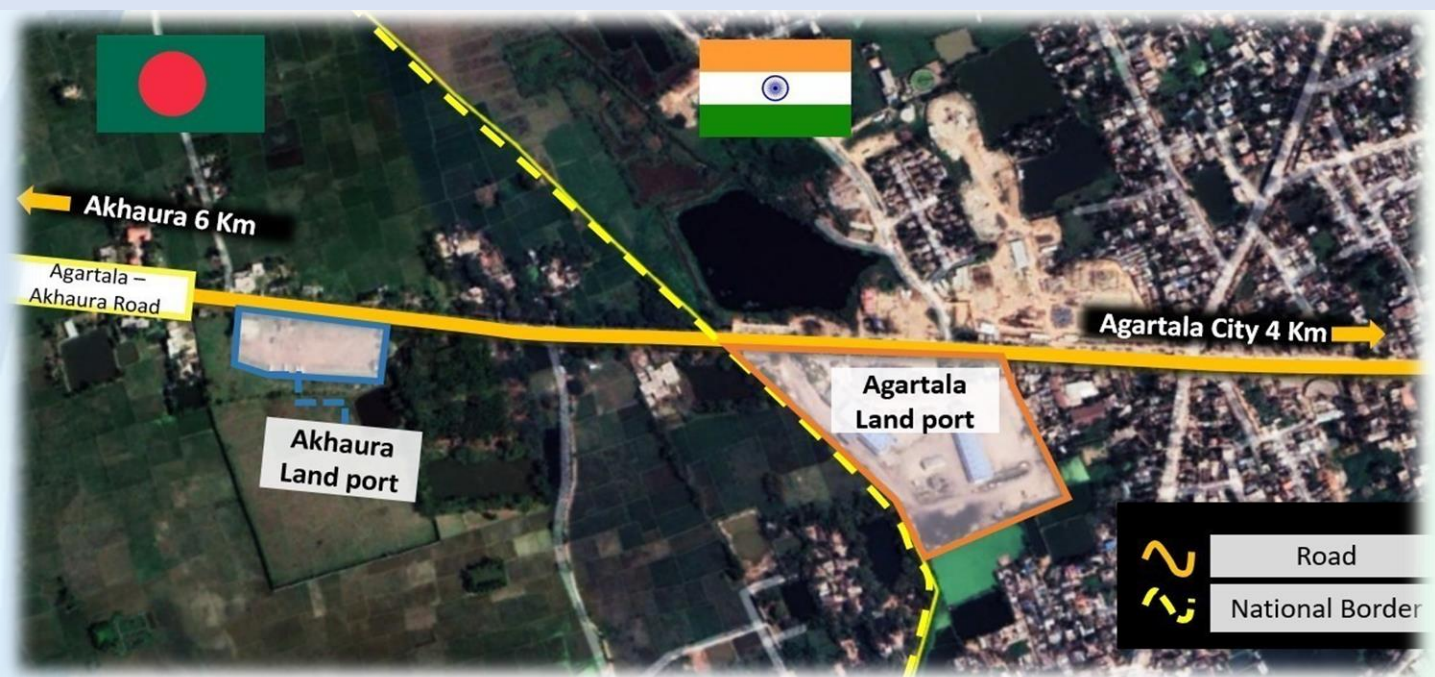 Akhaura 6 Km
Agartala –
Akhaura Road
Agartala City 4 Km
Agartala
Land port
Akhaura
Land port
Road
National Border